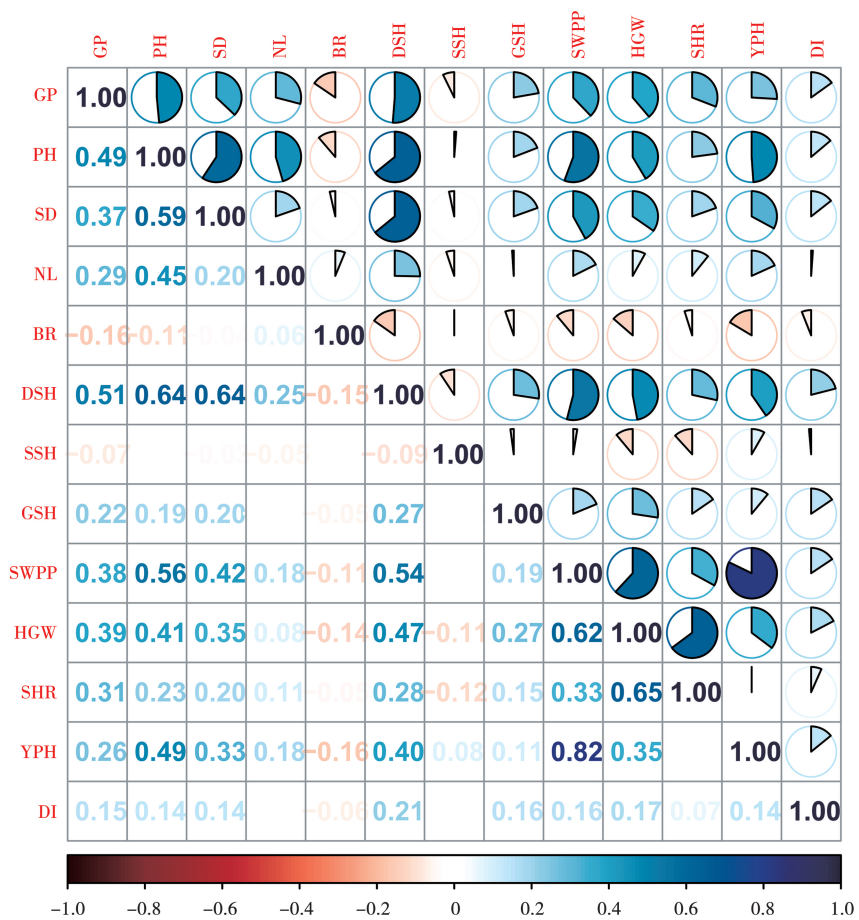 GP PH SD NL BR DSH SSH GSH SWPP HGW SHR YPH DI
GP 1.00
PH 0.49 1.00
SD 0.37 0.59 1.00
NL 0.29 0.45 0.20 1.00
BR −0.16 −0.11 −0.04 0.06 1.00
DSH 0.51 0.64 0.64 0.25 −0.15 1.00
SSH −0.07 −0.03 −0.05 −0.09 1.00
GSH 0.22 0.19 0.20 −0.05 0.27 1.00
SWPP 0.38 0.56 0.42 0.18 −0.11 0.54 0.19 1.00
HGW 0.39 0.41 0.35 0.08 −0.14 0.47 −0.11 0.27 0.62 1.00
SHR 0.31 0.23 0.20 0.11 −0.05 0.28 −0.12 0.15 0.33 0.65 1.00
YPH 0.26 0.49 0.33 0.18 −0.16 0.40 0.08 0.11 0.82 0.35 1.00
DI 0.15 0.14 0.14 −0.06 0.21 0.16 0.16 0.17 0.07 0.14 1.00
−1.0 −0.8 −0.6 −0.4 −0.2 0 0.2 0.4 0.6 0.8 1.0